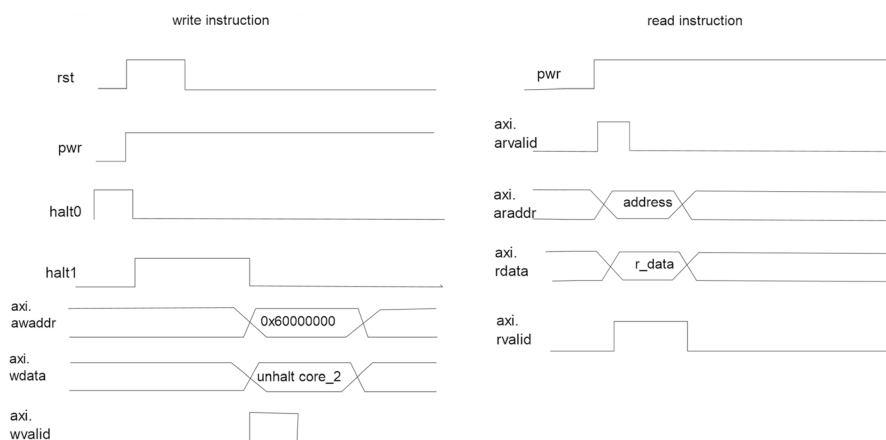 write instruction
rst
pwr
halt0
halt1
axi.
awaddr
0x60000000
axi.
wdata
unhalt core_2
axi.
wvalid
read instruction
pwr
axi.
arvalid
axi.
araddr
address
axi.
rdata
r_data
axi.
rvalid